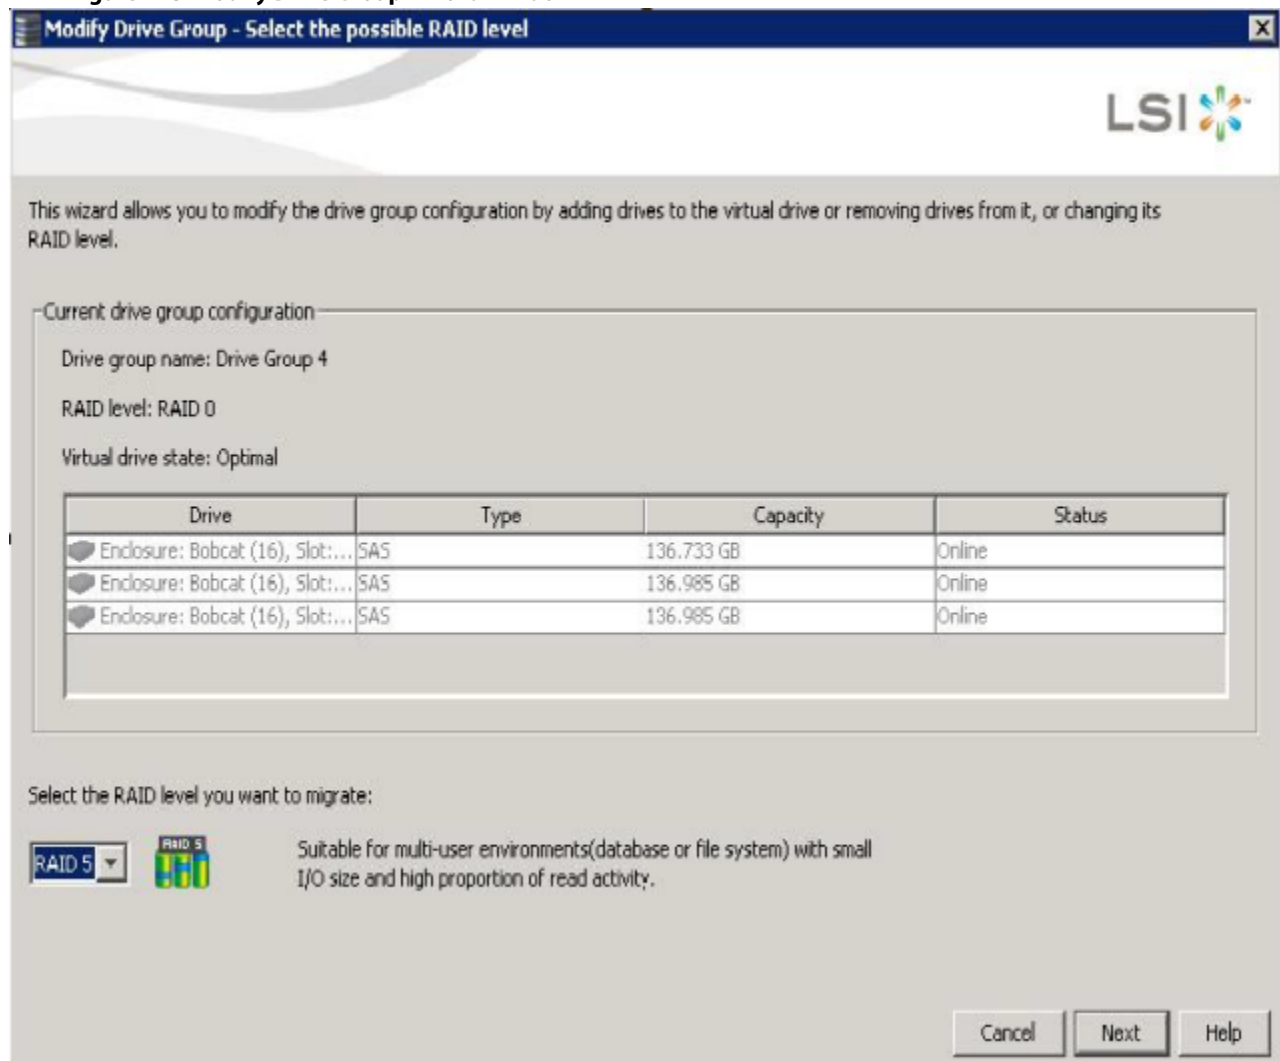 Modify Drive Group - Select the possible RAID level
LSI
This wizard allows you to modify the drive group configuration by adding drives to the virtual drive or removing drives from it, or changing its
RAID level.
Current drive group configuration
Drive group name: Drive Group 4
RAID level: RAID 0
Virtual drive state: Optimal
Drive Type Capacity Status
Enclosure: Bobcat (16), Slot:... SAS 136.733 GB Online
Enclosure: Bobcat (16), Slot:... SAS 136.985 GB Online
Enclosure: Bobcat (16), Slot:... SAS 136.985 GB Online
Select the RAID level you want to migrate:
RAID 5
RAID 5
Suitable for multi-user environments(database or file system) with small
I/O size and high proportion of read activity.
Cancel Next Help